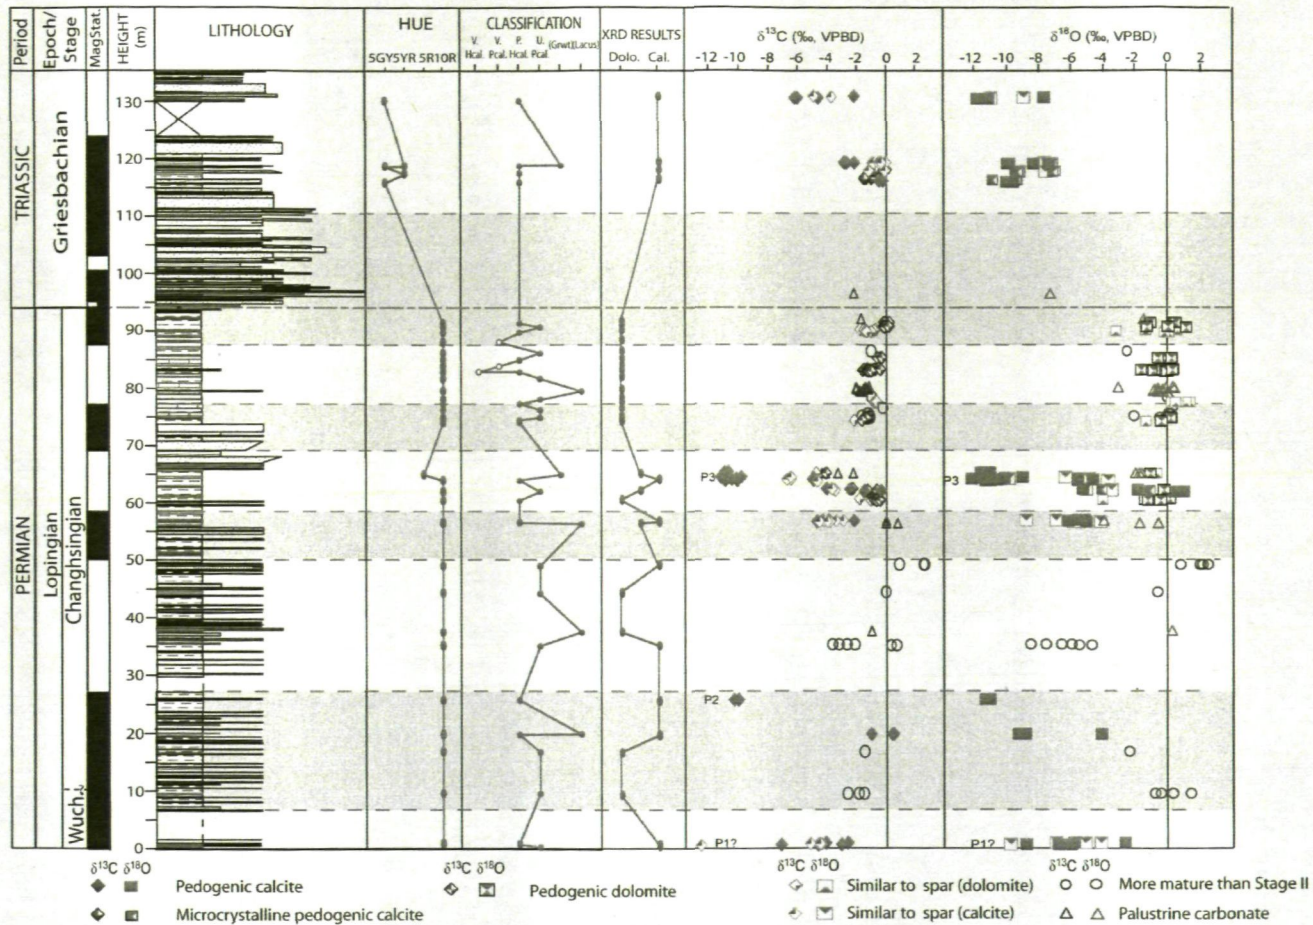 Period
Epoch/
Stage
MagStat.
HEIGHT
(m)
LITHOLOGY
HUE
5GY5YR 5R10R
CLASSIFICATION
V. V. P. U. (Gnwt)(Lacus)
Hcal. Pcal. Hcal. Pcal.
XRD RESULTS
Dolo. Cal.
δ¹³C (‰, VPBD)
-12 -10 -8 -6 -4 -2 0 2
δ¹⁸O (‰, VPBD)
-12 -10 -8 -6 -4 -2 0 2
TRIASSIC
Griesbachian
PERMIAN
Lopingian
Changhsingian
Wuch.
130
120
110
100
90
80
70
60
50
40
30
20
10
0
P3
P3
P2
P1?
P1?
δ¹³C δ¹⁸O
Pedogenic calcite
Microcrystalline pedogenic calcite
δ¹³C δ¹⁸O
Pedogenic dolomite
δ¹³C δ¹⁸O
Similar to spar (dolomite)
Similar to spar (calcite)
δ¹³C δ¹⁸O
More mature than Stage II
Palustrine carbonate